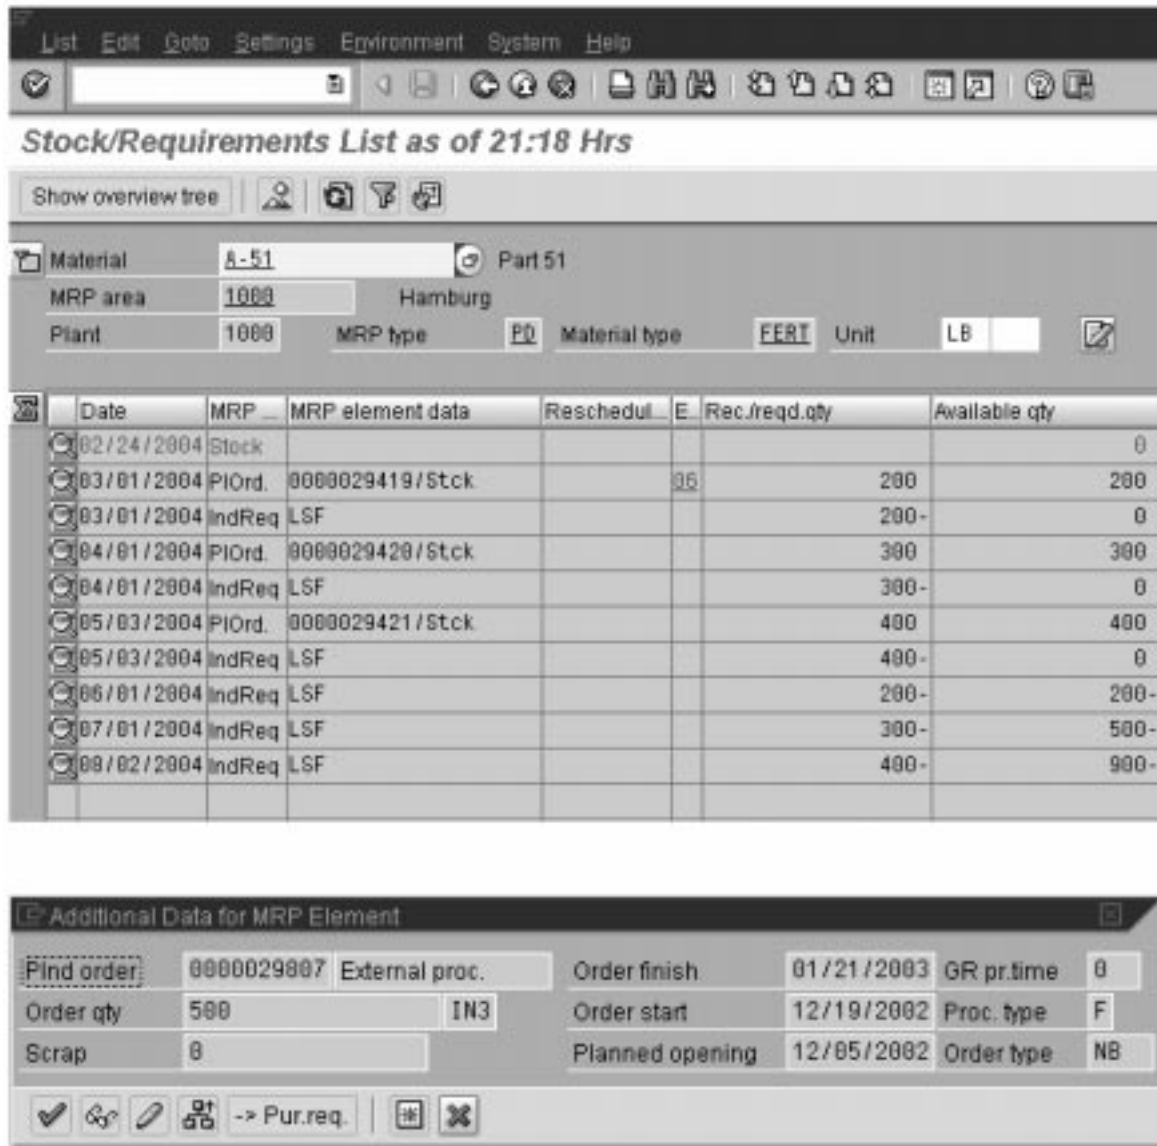 List Edit Goto Settings Environment System Help
Stock/Requirements List as of 21:18 Hrs
Show overview tree
Material A-51 Part 51
MRP area 1000 Hamburg
Plant 1000 MRP type PD Material type FERT Unit LB
Date MRP ... MRP element data Reschedul... E.. Rec./reqd.qty Available qty
02/24/2004 Stock 0
03/01/2004 PlOrd. 0000029419/Stck 06 200 200
03/01/2004 IndReq LSF 200- 0
04/01/2004 PlOrd. 0000029420/Stck 300 300
04/01/2004 IndReq LSF 300- 0
05/03/2004 PlOrd. 0000029421/Stck 400 400
05/03/2004 IndReq LSF 400- 0
06/01/2004 IndReq LSF 200- 200-
07/01/2004 IndReq LSF 300- 500-
08/02/2004 IndReq LSF 400- 900-
Additional Data for MRP Element
Plnd order 0000029807 External proc. Order finish 01/21/2003 GR pr.time 0
Order qty 500 IN3 Order start 12/19/2002 Proc. type F
Scrap 0 Planned opening 12/05/2002 Order type NB
-> Pur.req.